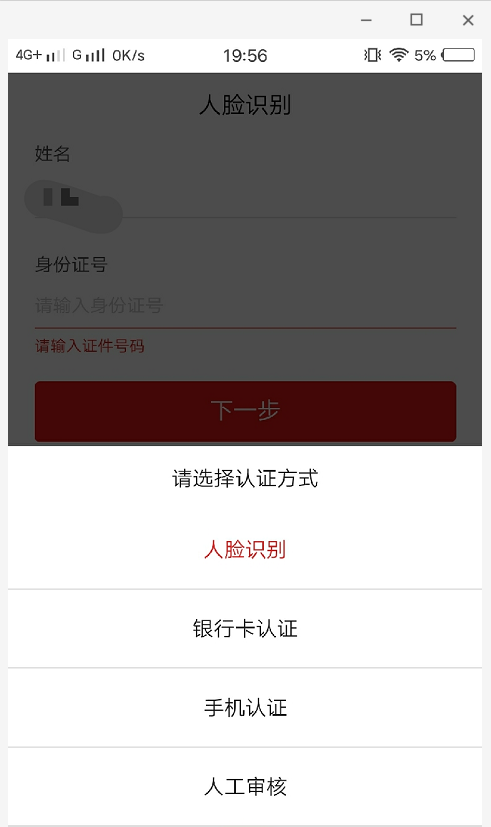 4G+ G 0K/s 19:56 5%
人脸识别
姓名
身份证号
请输入身份证号
请输入证件号码
下一步
请选择认证方式
人脸识别
银行卡认证
手机认证
人工审核